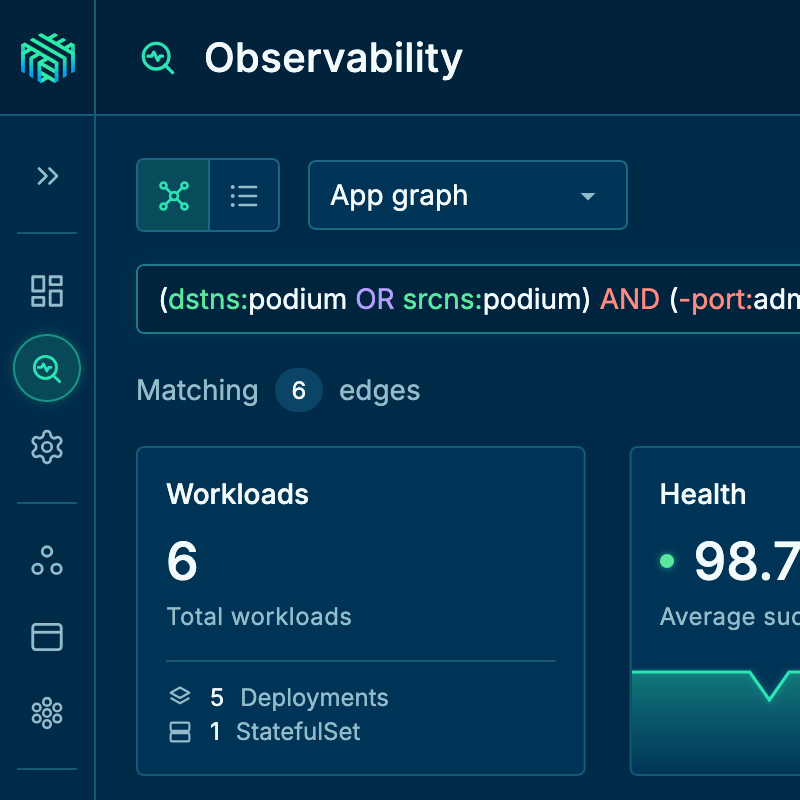 Observability
App graph
(dstns:podium OR srcns:podium) AND (-port:adm
Matching 6 edges
Workloads
6
Total workloads
5 Deployments
1 StatefulSet
Health
98.7
Average suc